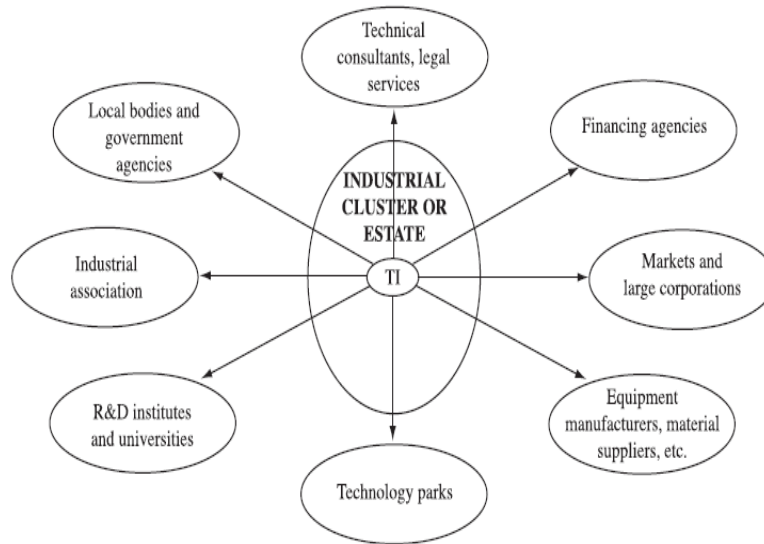 Technical
consultants, legal
services
Local bodies and
government
agencies
Financing agencies
INDUSTRIAL
CLUSTER OR
ESTATE
Industrial
association
TI
Markets and
large corporations
R&D institutes
and universities
Equipment
manufacturers, material
suppliers, etc.
Technology parks